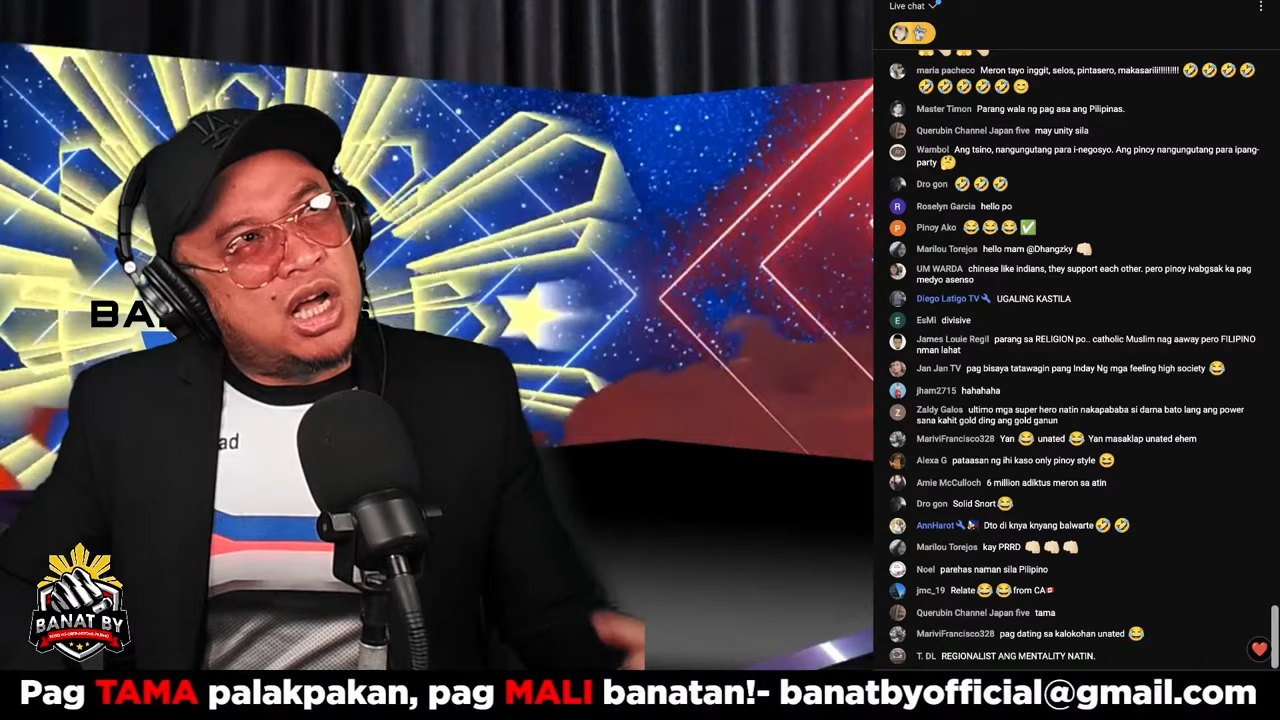 Live chat
maria pacheco Meron tayo inggit, selos, pintasero, makasarili!!!!!!!!! 🤣🤣🤣🤣
🤣🤣🤣🤣🤣😊
Master Timon Parang wala ng pag asa ang Pilipinas.
Querubin Channel Japan five may unity sila
Wambol Ang tsino, nangungutang para i-negosyo. Ang pinoy nangungutang para ipang-
party 🤔
Dro gon 🤣🤣🤣
R Roselyn Garcia hello po
P Pinoy Ako 😂😂😂✅
Marilou Torejos hello mam @Dhangzky 👊🏻
UM WARDA chinese like indians, they support each other. pero pinoy ivabgsak ka pag
medyo asenso
Diego Latigo TV UGALING KASTILA
E EsMi divisive
James Louie Regil parang sa RELIGION po.. catholic Muslim nag aaway pero FILIPINO
nman lahat
Jan Jan TV pag bisaya tatawagin pang Inday Ng mga feeling high society 😂
jham2715 hahahaha
Z Zaldy Galos ultimo mga super hero natin nakapababa si darna bato lang ang power
sana kahit gold ding ang gold ganun
MariviFrancisco328 Yan 😂 unated 😂 Yan masaklap unated ehem
Alexa G pataasan ng ihi kaso only pinoy style 😆
Amie McCulloch 6 million adiktus meron sa atin
Dro gon Solid Snort😂
AnnHarot Dto di knya knyang balwarte🤣🤣
Marilou Torejos kay PRRD 👊🏻👊🏻👊🏻
Noel parehas naman sila Pilipino
jmc_19 Relate😂😂from CA🇨🇦
Querubin Channel Japan five tama
MariviFrancisco328 pag dating sa kalokohan unated 😂
T. DL REGIONALIST ANG MENTALITY NATIN.
ad
BANAT BY
Pag TAMA palakpakan, pag MALI banatan!- banatbyofficial@gmail.com